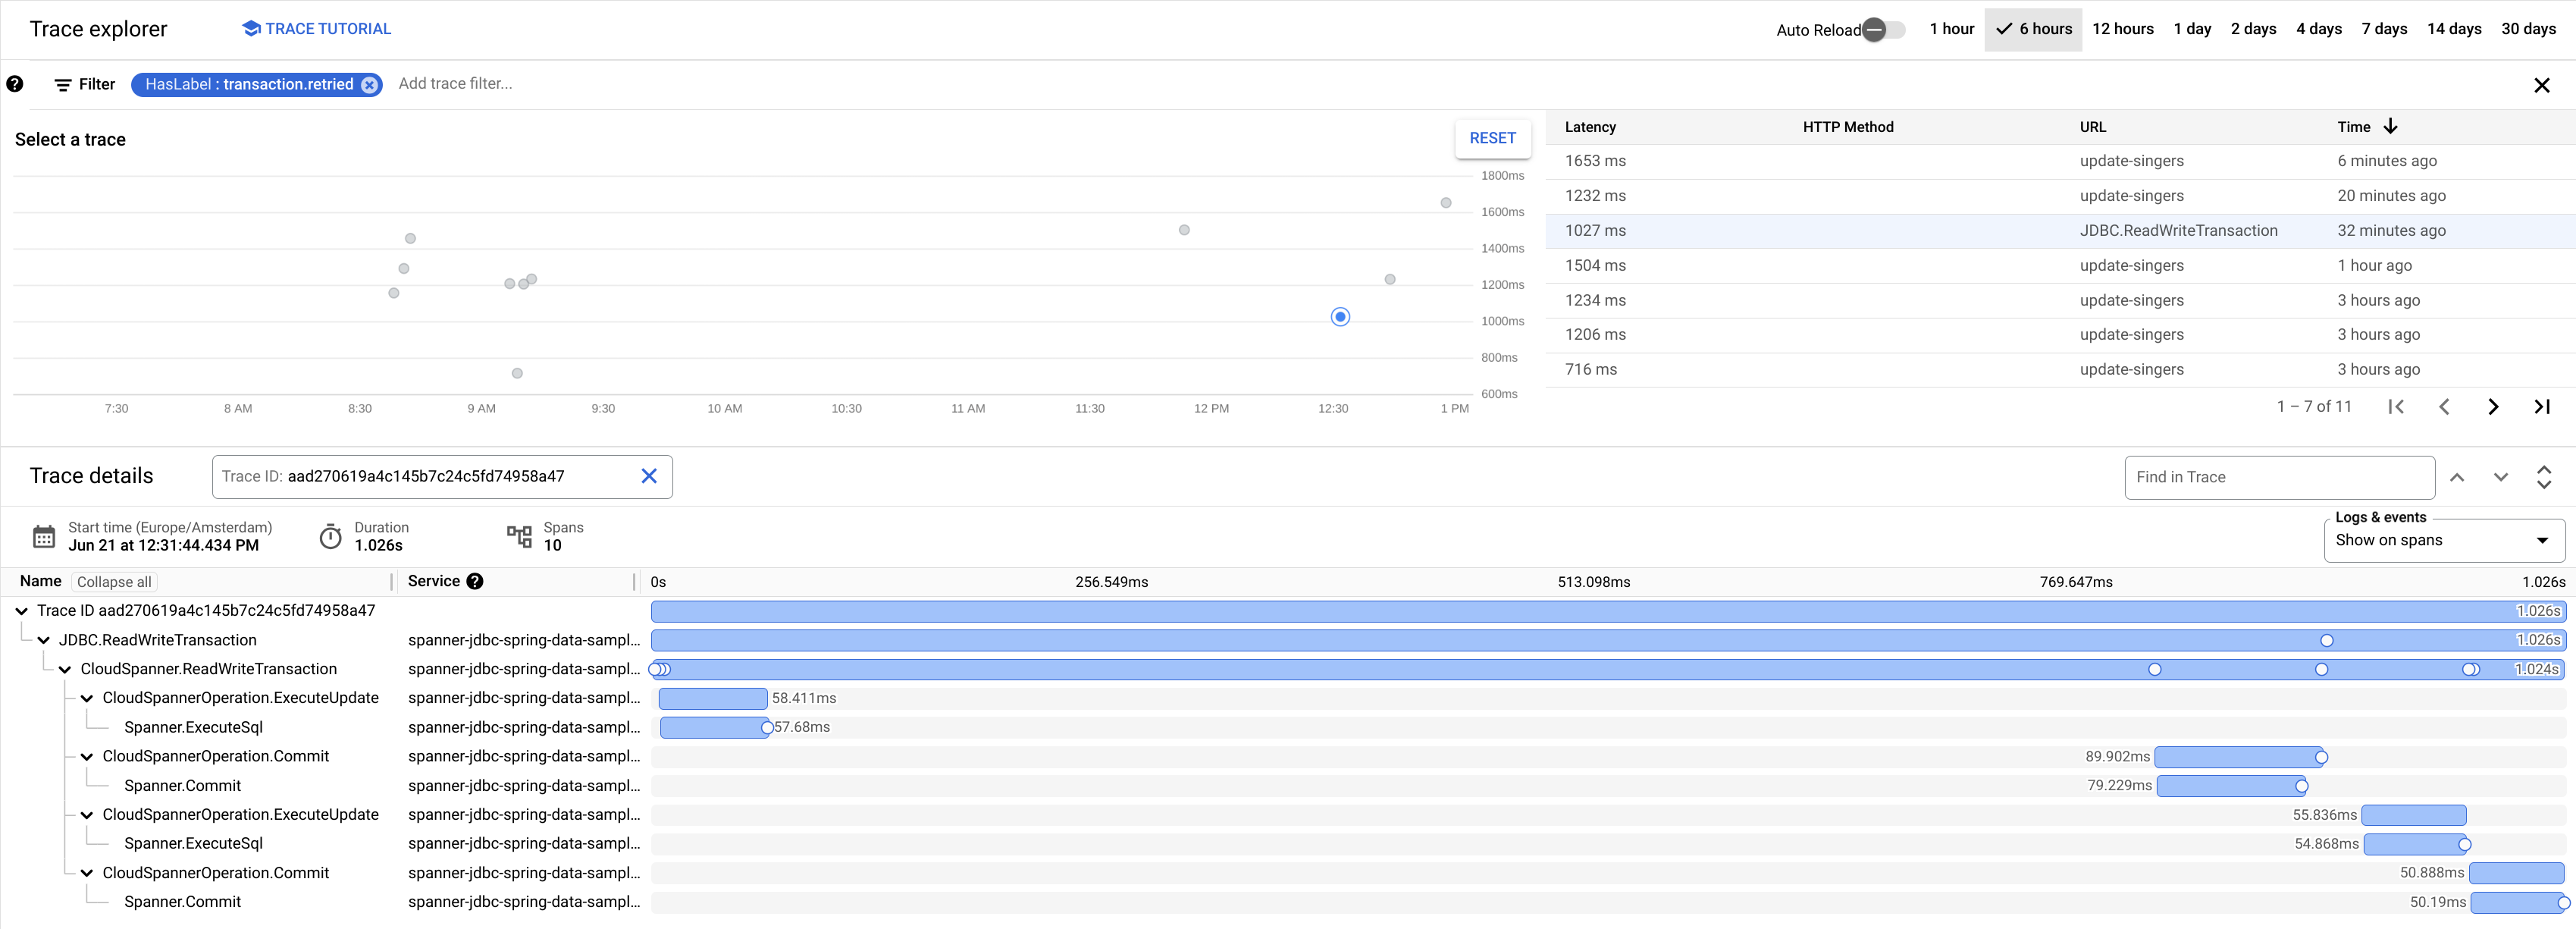 Trace explorer TRACE TUTORIAL Auto Reload 1 hour 6 hours 12 hours 1 day 2 days 4 days 7 days 14 days 30 days
Filter HasLabel : transaction.retried Add trace filter...
Select a trace RESET
1800ms
1600ms
1400ms
1200ms
1000ms
800ms
600ms
7:30 8 AM 8:30 9 AM 9:30 10 AM 10:30 11 AM 11:30 12 PM 12:30 1 PM
Latency HTTP Method URL Time
1653 ms update-singers 6 minutes ago
1232 ms update-singers 20 minutes ago
1027 ms JDBC.ReadWriteTransaction 32 minutes ago
1504 ms update-singers 1 hour ago
1234 ms update-singers 3 hours ago
1206 ms update-singers 3 hours ago
716 ms update-singers 3 hours ago
1 – 7 of 11
Trace details Trace ID: aad270619a4c145b7c24c5fd74958a47 Find in Trace
Start time (Europe/Amsterdam) Duration Spans Logs & events
Jun 21 at 12:31:44.434 PM 1.026s 10 Show on spans
Name Collapse all Service 0s 256.549ms 513.098ms 769.647ms 1.026s
Trace ID aad270619a4c145b7c24c5fd74958a47 1.026s
JDBC.ReadWriteTransaction spanner-jdbc-spring-data-sampl... 1.026s
CloudSpanner.ReadWriteTransaction spanner-jdbc-spring-data-sampl... 1.024s
CloudSpannerOperation.ExecuteUpdate spanner-jdbc-spring-data-sampl... 58.411ms
Spanner.ExecuteSql spanner-jdbc-spring-data-sampl... 57.68ms
CloudSpannerOperation.Commit spanner-jdbc-spring-data-sampl... 89.902ms
Spanner.Commit spanner-jdbc-spring-data-sampl... 79.229ms
CloudSpannerOperation.ExecuteUpdate spanner-jdbc-spring-data-sampl... 55.836ms
Spanner.ExecuteSql spanner-jdbc-spring-data-sampl... 54.868ms
CloudSpannerOperation.Commit spanner-jdbc-spring-data-sampl... 50.888ms
Spanner.Commit spanner-jdbc-spring-data-sampl... 50.19ms